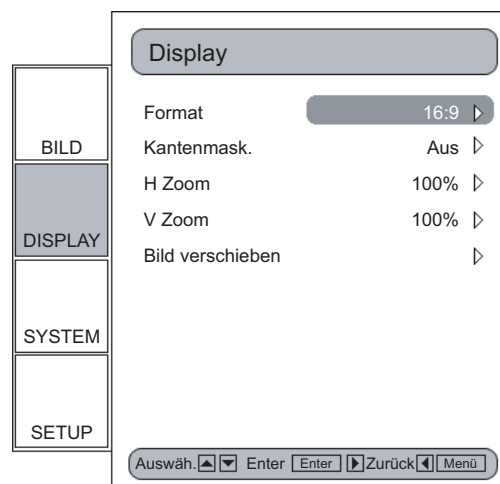 Display
BILD
DISPLAY
SYSTEM
SETUP
Format 16:9
Kantenmask. Aus
H Zoom 100%
V Zoom 100%
Bild verschieben
Auswäh. Enter Enter Zurück Menü